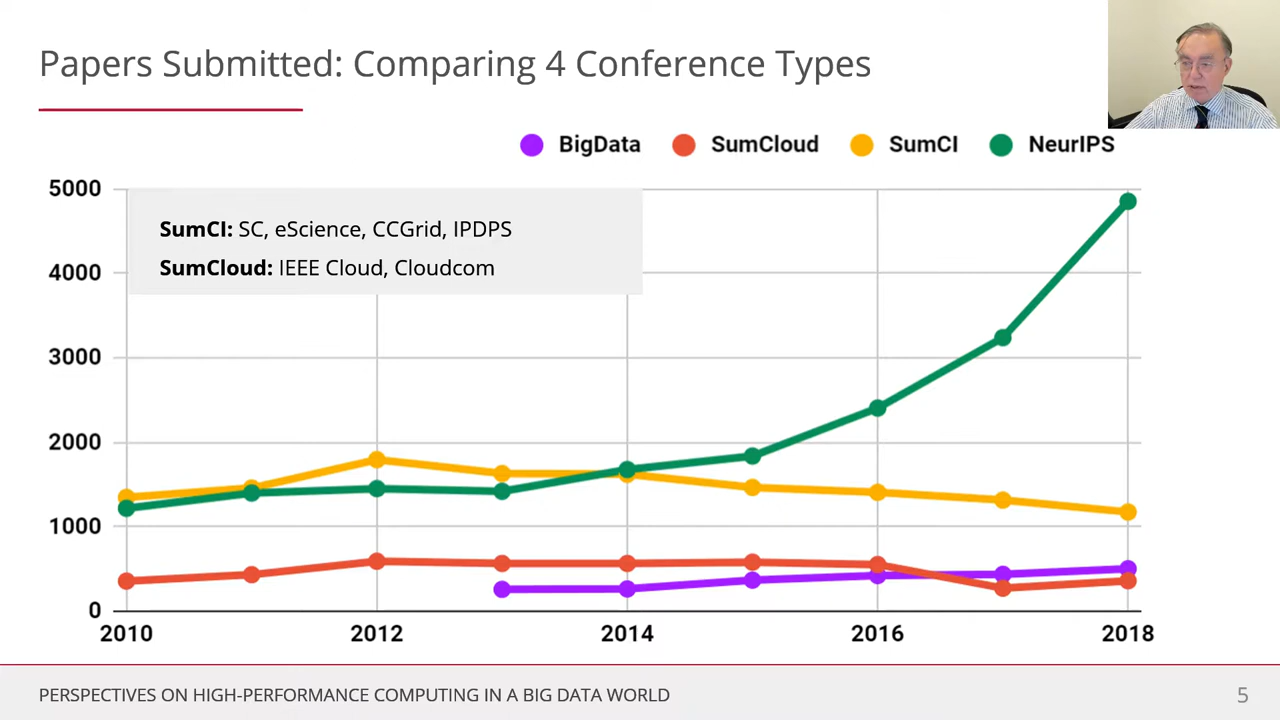 Papers Submitted: Comparing 4 Conference Types
BigData SumCloud SumCI NeurIPS
5000
SumCI: SC, eScience, CCGrid, IPDPS
SumCloud: IEEE Cloud, Cloudcom
4000
3000
2000
1000
0
2010 2012 2014 2016 2018
PERSPECTIVES ON HIGH-PERFORMANCE COMPUTING IN A BIG DATA WORLD 5